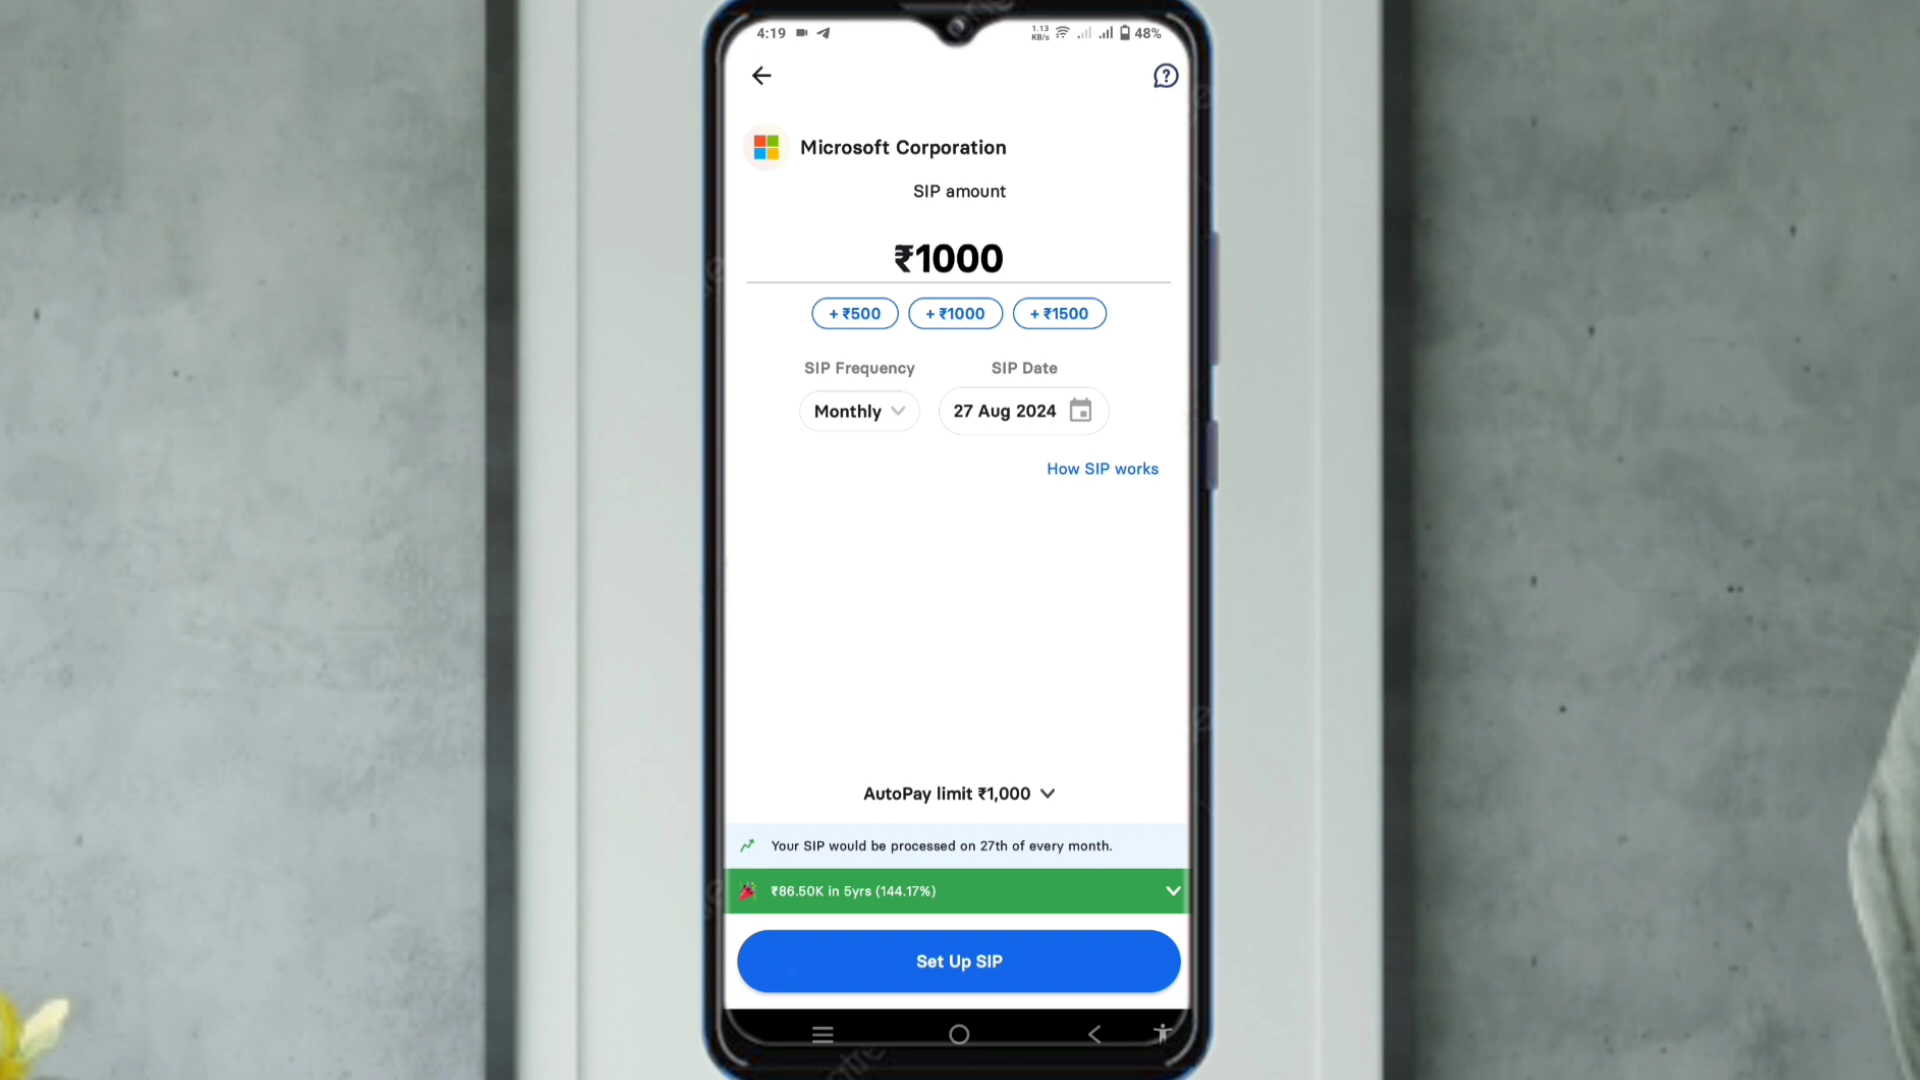 4:19
1.13 KB/s
48%
Microsoft Corporation
SIP amount
₹1000
+ ₹500 + ₹1000 + ₹1500
SIP Frequency SIP Date
Monthly 27 Aug 2024
How SIP works
AutoPay limit ₹1,000
Your SIP would be processed on 27th of every month.
₹86.50K in 5yrs (144.17%)
Set Up SIP